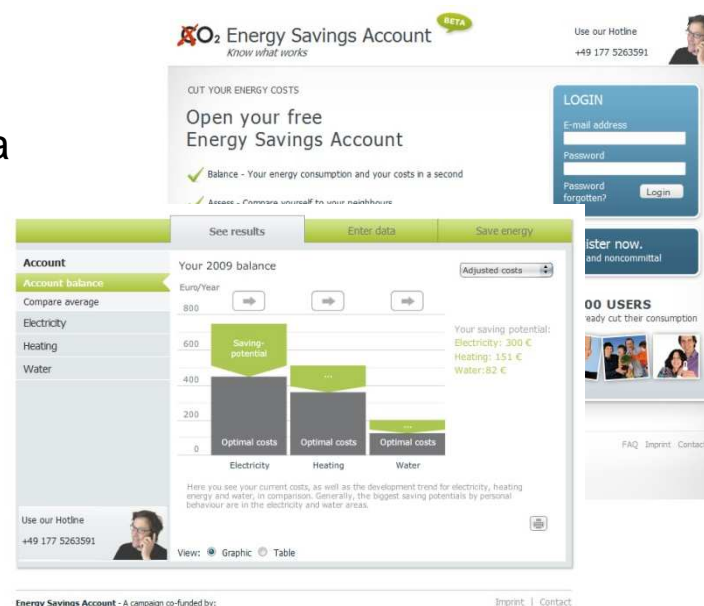 a
CO₂ Energy Savings Account BETA
Know what works
Use our Hotline
+49 177 5263591
CUT YOUR ENERGY COSTS
Open your free
Energy Savings Account
Balance - Your energy consumption and your costs in a second
Assess - Compare yourself to your neighbours
LOGIN
E-mail address
Password
Password
forgotten?
Login
ister now.
and noncommittal
00 USERS
eady cut their consumption
FAQ Imprint Contact
See results Enter data Save energy
Account
Account balance
Compare average
Electricity
Heating
Water
Use our Hotline
+49 177 5263591
Your 2009 balance
Adjusted costs
Euro/Year
800
600
400
200
0
Saving-
potential
...
...
Optimal costs Optimal costs Optimal costs
Electricity Heating Water
Your saving potential:
Electricity: 300 €
Heating: 151 €
Water:82 €
Here you see your current costs, as well as the development trend for electricity, heating
energy and water, in comparison. Generally, the biggest saving potentials by personal
behaviour are in the electricity and water areas.
View: Graphic Table
Energy Savings Account - A campaign co-funded by:
Imprint | Contact